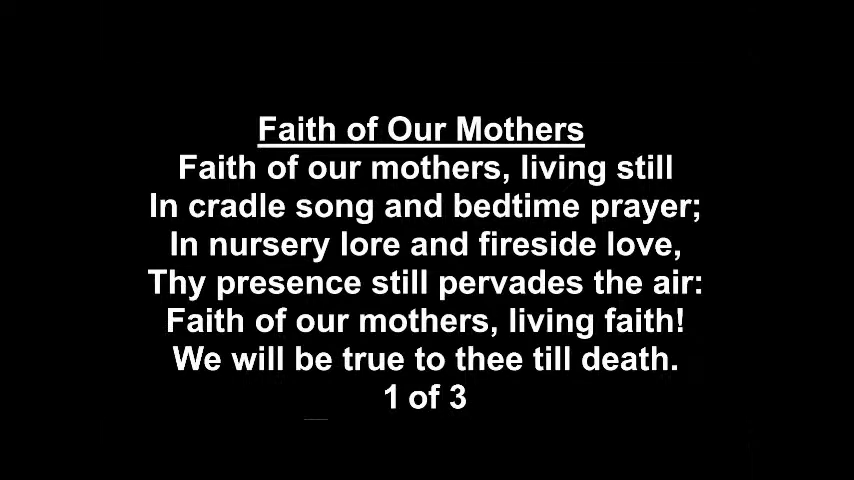 Faith of Our Mothers
Faith of our mothers, living still
In cradle song and bedtime prayer;
In nursery lore and fireside love,
Thy presence still pervades the air:
Faith of our mothers, living faith!
We will be true to thee till death.
1 of 3